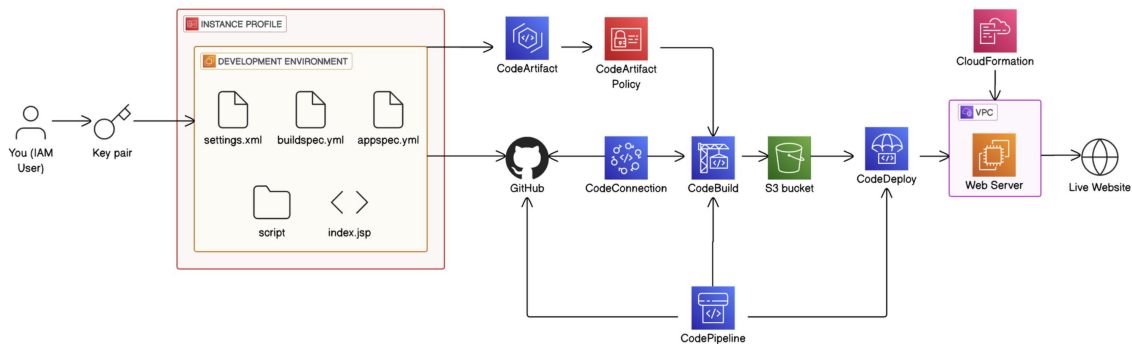 INSTANCE PROFILE
DEVELOPMENT ENVIRONMENT
settings.xml
buildspec.yml
appspec.yml
script
index.jsp
You (IAM
User)
Key pair
CodeArtifact
CodeArtifact
Policy
GitHub
CodeConnection
CodeBuild
S3 bucket
CodeDeploy
CloudFormation
VPC
Web Server
Live Website
CodePipeline